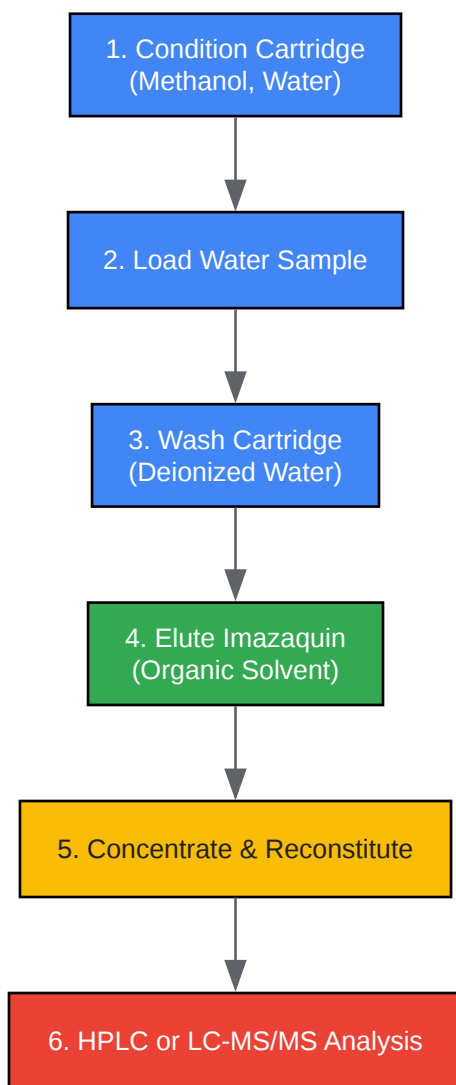 1. Condition Cartridge
(Methanol, Water)
2. Load Water Sample
3. Wash Cartridge
(Deionized Water)
4. Elute Imazaquin
(Organic Solvent)
5. Concentrate & Reconstitute
6. HPLC or LC-MS/MS Analysis